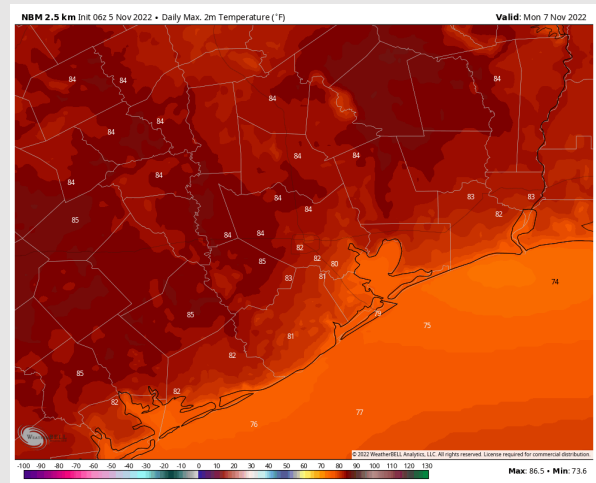 NBM 2.5 km Init 06z 5 Nov 2022 • Daily Max. 2m Temperature (°F)
Valid: Mon 7 Nov 2022
84 84 84 84
84 84
84 84 84
84 84
84 83 83
85 84 82
84 84
82
85 82 80
83 81
85 79
75
81
82
85 82
82
77
76
74
© 2022 WeatherBELL Analytics, LLC. All rights reserved. License required for commercial distribution.
-100 -90 -80 -70 -60 -50 -40 -30 -20 -10 0 10 20 30 40 50 60 70 80 90 100 110 120 130
Max: 86.5 • Min: 73.6